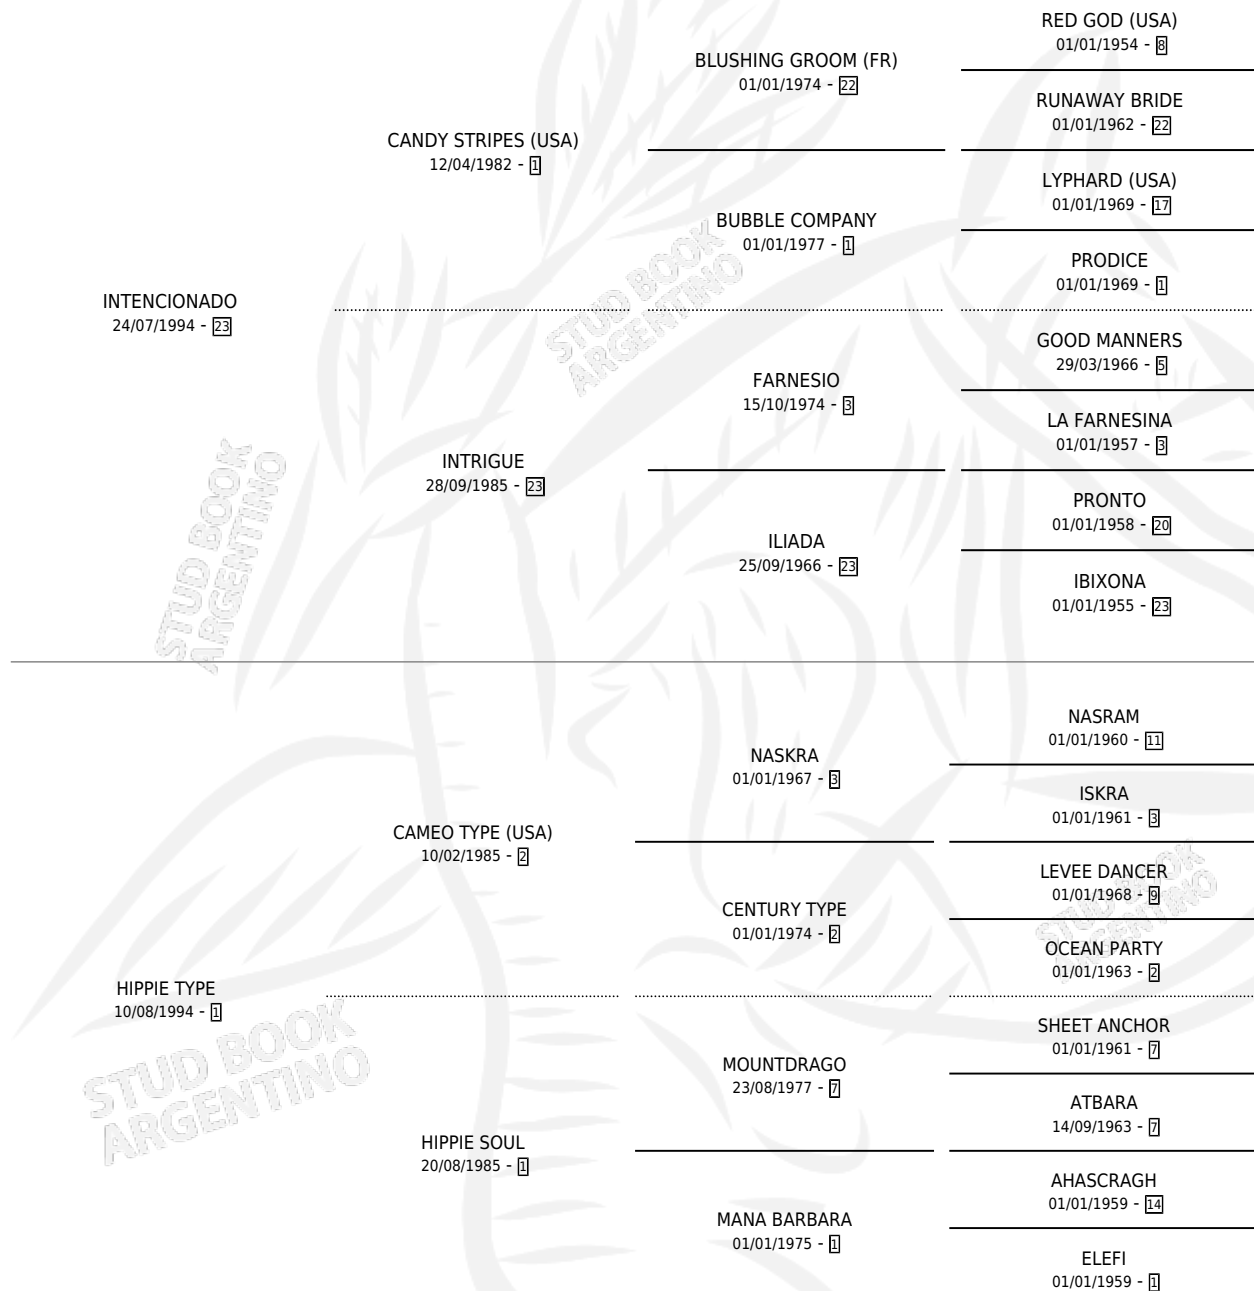 RED GOD (USA)
01/01/1954 - 8
BLUSHING GROOM (FR)
01/01/1974 - 22
RUNAWAY BRIDE
01/01/1962 - 22
CANDY STRIPES (USA)
12/04/1982 - 1
LYPHARD (USA)
01/01/1969 - 17
BUBBLE COMPANY
01/01/1977 - 1
PRODICE
01/01/1969 - 1
INTENCIONADO
24/07/1994 - 23
GOOD MANNERS
29/03/1966 - 5
FARNESIO
15/10/1974 - 3
LA FARNESINA
01/01/1957 - 3
INTRIGUE
28/09/1985 - 23
PRONTO
01/01/1958 - 20
ILIADA
25/09/1966 - 23
IBIXONA
01/01/1955 - 23
NASRAM
01/01/1960 - 11
NASKRA
01/01/1967 - 3
ISKRA
01/01/1961 - 3
CAMEO TYPE (USA)
10/02/1985 - 2
LEVEE DANCER
01/01/1968 - 9
CENTURY TYPE
01/01/1974 - 2
OCEAN PARTY
01/01/1963 - 2
HIPPIE TYPE
10/08/1994 - 1
SHEET ANCHOR
01/01/1961 - 7
MOUNTDRAGO
23/08/1977 - 7
ATBARA
14/09/1963 - 7
HIPPIE SOUL
20/08/1985 - 1
AHASCRAGH
01/01/1959 - 14
MANA BARBARA
01/01/1975 - 1
ELEFI
01/01/1959 - 1
STUD BOOK
ARGENTINO
STUD BOOK
ARGENTINO
STUD BOOK
ARGENTINO
STUD BOOK
ARGENTINO